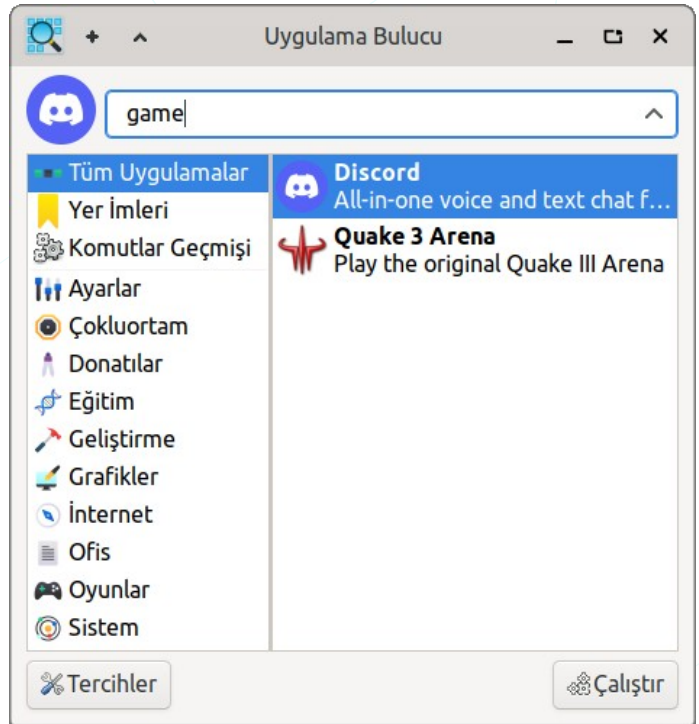 Uygulama Bulucu
game
Tüm Uygulamalar
Yer İmleri
Komutlar Geçmişi
Ayarlar
Çokluortam
Donatılar
Eğitim
Geliştirme
Grafikler
İnternet
Ofis
Oyunlar
Sistem
Discord
All-in-one voice and text chat f...
Quake 3 Arena
Play the original Quake III Arena
Tercihler
Çalıştır